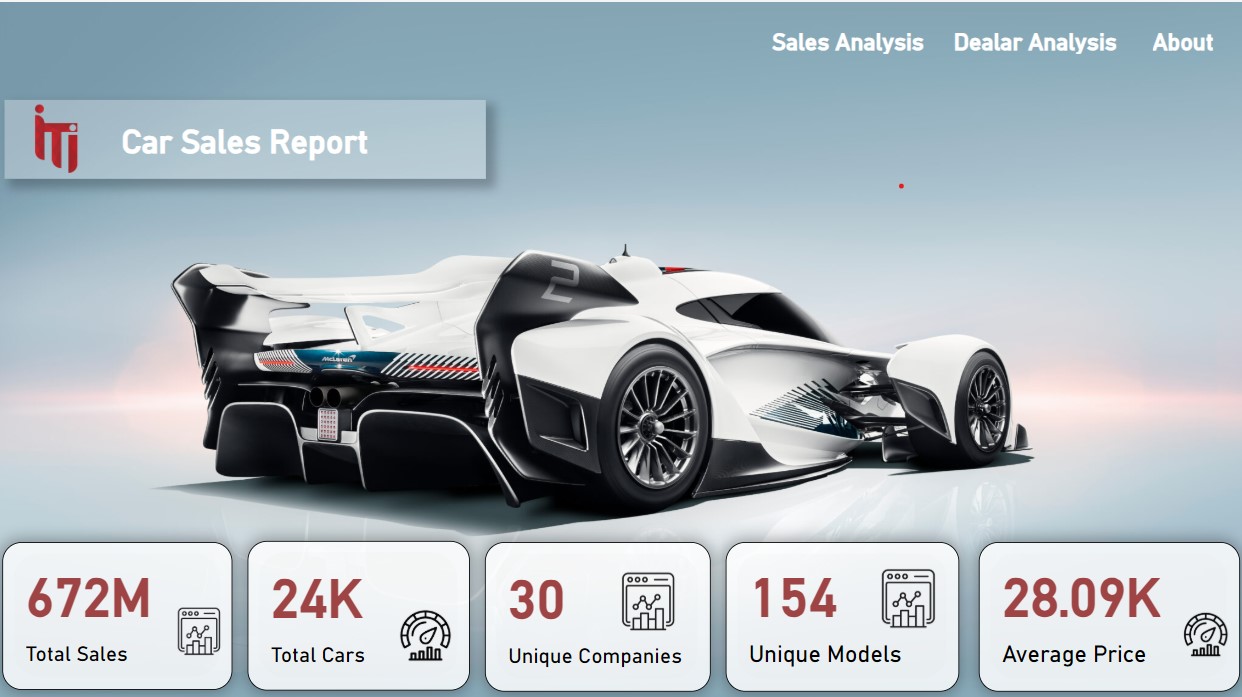 Sales Analysis Dealar Analysis About
iTi
Car Sales Report
2
McLaren
672M
Total Sales
24K
Total Cars
30
Unique Companies
154
Unique Models
28.09K
Average Price